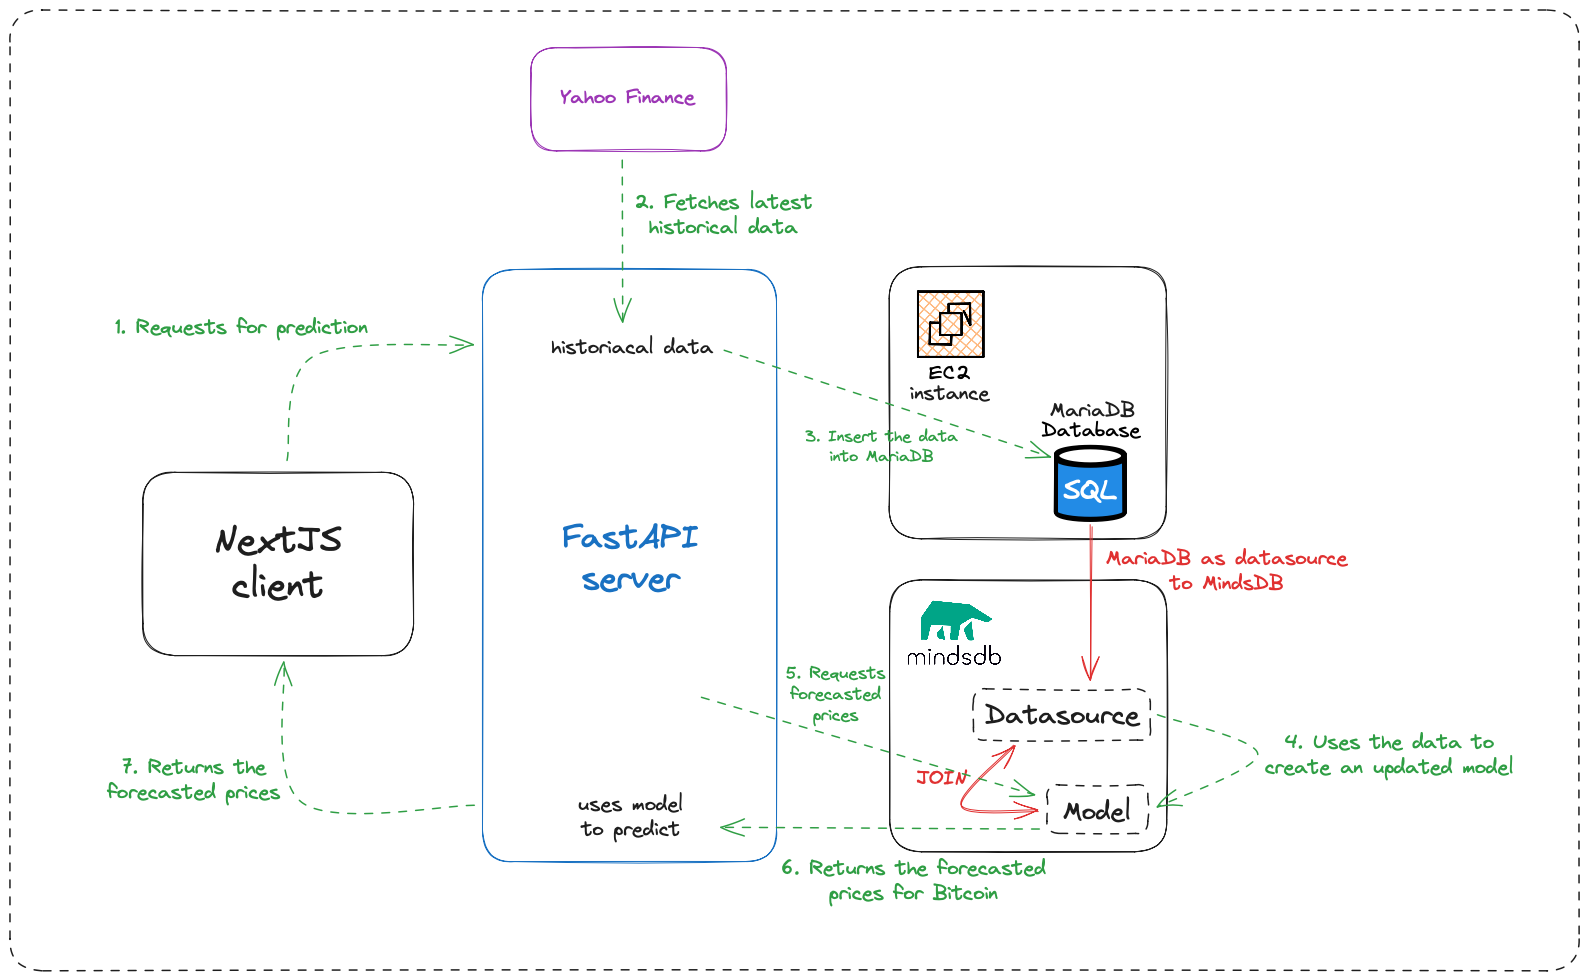 Yahoo Finance
2. Fetches latest
historical data
1. Requests for prediction
historiacal data
EC2
instance
MariaDB
Database
3. Insert the data
into MariaDB
SQL
NextJS
client
FastAPI
server
MariaDB as datasource
to MindsDB
mindsdb
5. Requests
forecasted
prices
Datasource
4. Uses the data to
create an updated model
JOIN
7. Returns the
forecasted prices
uses model
to predict
Model
6. Returns the forecasted
prices for Bitcoin